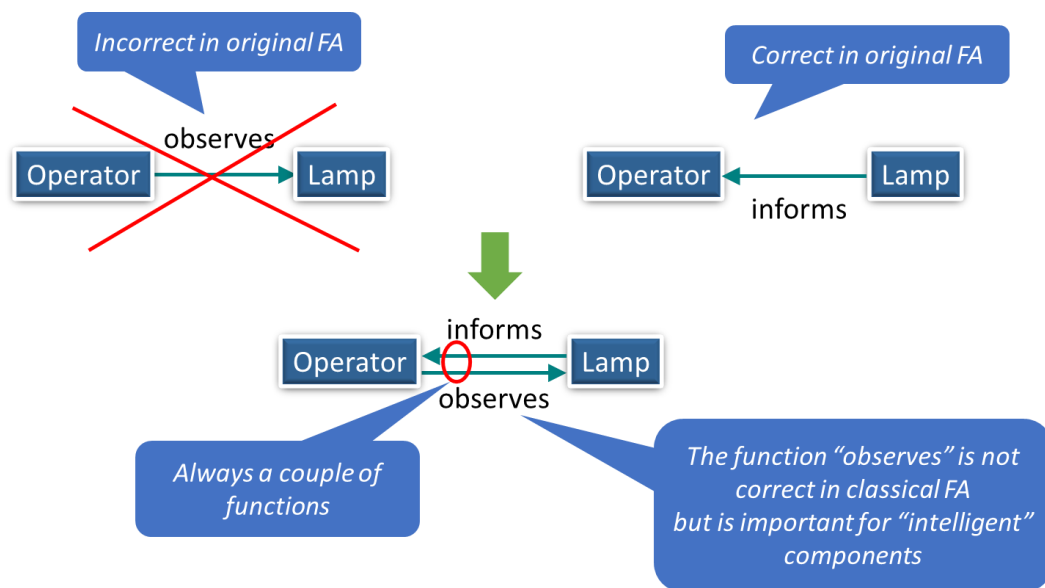 Incorrect in original FA
Correct in original FA
observes
Operator
Lamp
Operator
Lamp
informs
informs
Operator
Lamp
observes
Always a couple of
functions
The function “observes” is not
correct in classical FA
but is important for “intelligent”
components